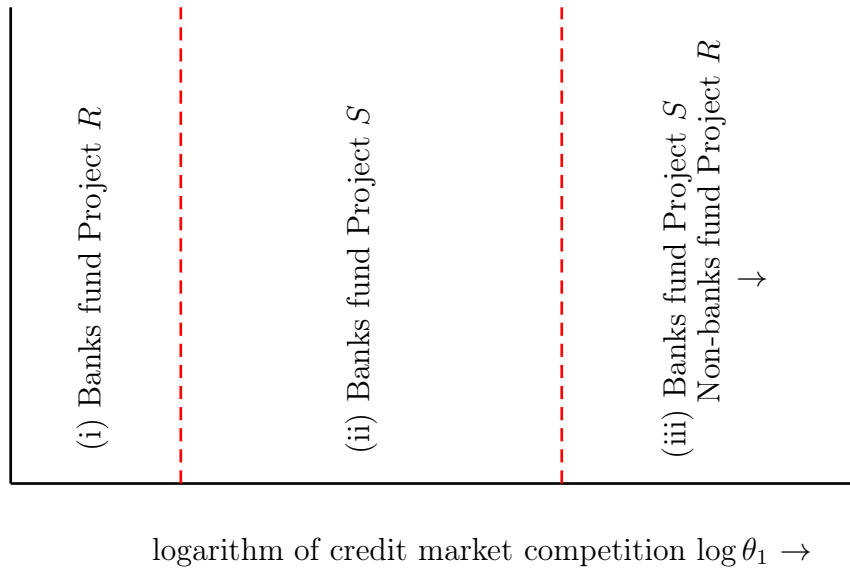 (i) Banks fund Project R
(ii) Banks fund Project S
(iii) Banks fund Project S
Non-banks fund Project R
→
logarithm of credit market competition log θ₁ →